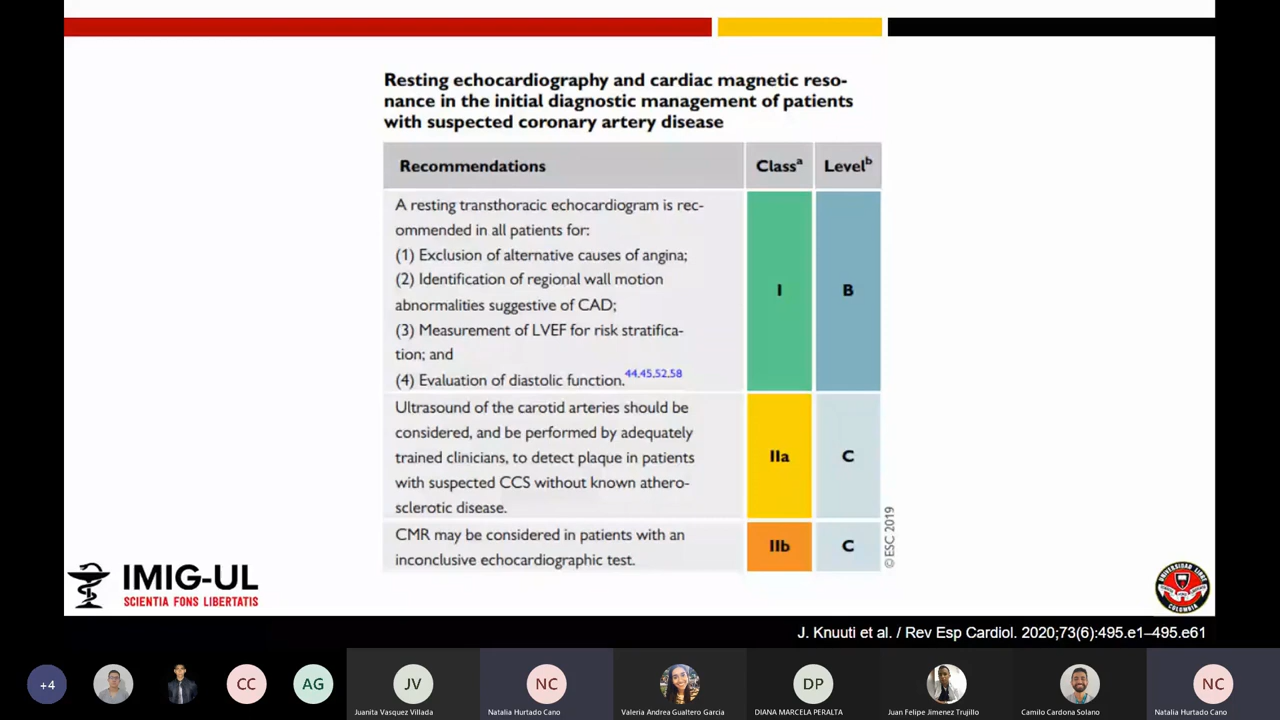 Resting echocardiography and cardiac magnetic reso-
nance in the initial diagnostic management of patients
with suspected coronary artery disease
Recommendations Classᵃ Levelᵇ
A resting transthoracic echocardiogram is rec-
ommended in all patients for:
(1) Exclusion of alternative causes of angina;
(2) Identification of regional wall motion
abnormalities suggestive of CAD;
(3) Measurement of LVEF for risk stratifica-
tion; and
(4) Evaluation of diastolic function.44,45,52,58
I B
Ultrasound of the carotid arteries should be
considered, and be performed by adequately
trained clinicians, to detect plaque in patients
with suspected CCS without known athero-
sclerotic disease.
IIa C
CMR may be considered in patients with an
inconclusive echocardiographic test.
IIb C
©ESC 2019
IMIG-UL
SCIENTIA FONS LIBERTATIS
UNIVERSIDAD LIBRE
COLOMBIA
J. Knuuti et al. / Rev Esp Cardiol. 2020;73(6):495.e1–495.e61
+4
CC
AG
JV
Juanita Vasquez Villada
NC
Natalia Hurtado Cano
Valeria Andrea Gualtero Garcia
DP
DIANA MARCELA PERALTA
Juan Felipe Jimenez Trujillo
Camilo Cardona Solano
NC
Natalia Hurtado Cano